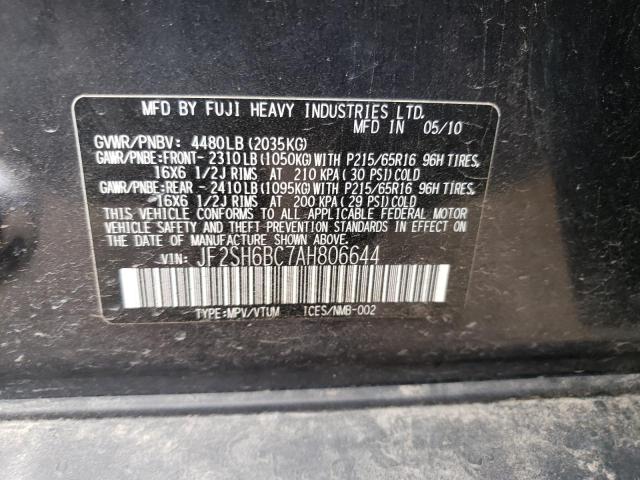 MFD BY FUJI HEAVY INDUSTRIES LTD.
MFD IN 05/10
GVWR/PNBV: 4480LB (2035KG)
GAWR/PNBE:FRONT- 2310LB(1050KG)WITH P215/65R16 96H TIRES,
16X6 1/2J RIMS AT 210 KPA ( 30 PSI) COLD
GAWR/PNBE:REAR - 2410LB(1095KG)WITH P215/65R16 96H TIRES,
16X6 1/2J RIMS AT 200 KPA ( 29 PSI) COLD
THIS VEHICLE CONFORMS TO ALL APPLICABLE FEDERAL MOTOR
VEHICLE SAFETY AND THEFT PREVENTION STANDARDS IN EFFECT
ON THE DATE OF MANUFACTURE SHOWN ABOVE.
VIN: JF2SH6BC7AH806644
TYPE:MPV/VTUM ICES/NMB-002